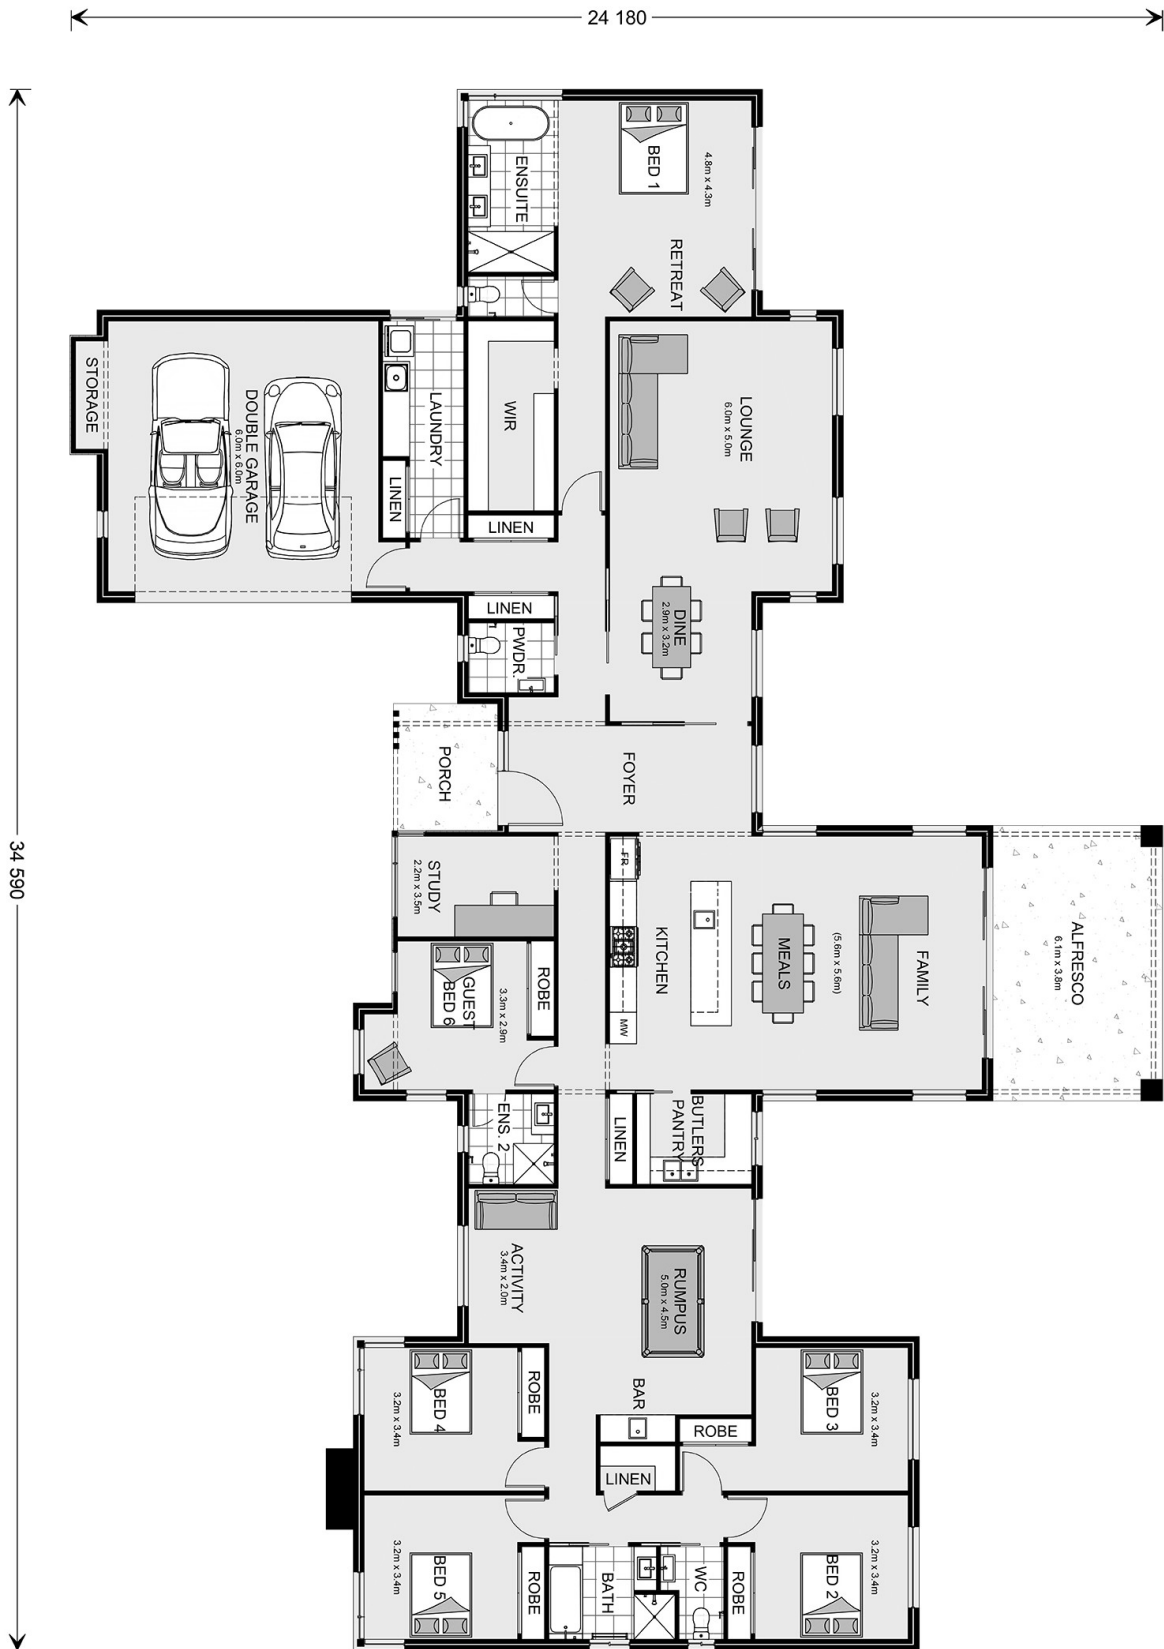 24 180
34 590
ENSUITE
BED 1
4.8m x 4.3m
RETREAT
STORAGE
DOUBLE GARAGE
6.0m x 6.0m
LAUNDRY
LINEN
WIR
LINEN
LOUNGE
6.0m x 5.0m
LINEN
PWDR.
DINE
2.9m x 3.2m
PORCH
FOYER
STUDY
2.2m x 3.5m
FR
KITCHEN
MW
MEALS
(5.6m x 5.6m)
FAMILY
ALFRESCO
6.1m x 3.8m
GUEST
BED 6
3.3m x 2.9m
ROBE
ENS. 2
LINEN
BUTLERS
PANTRY
ACTIVITY
3.4m x 2.0m
RUMPUS
5.0m x 4.5m
BAR
BED 4
3.2m x 3.4m
ROBE
ROBE
BED 3
3.2m x 3.4m
LINEN
BED 5
3.2m x 3.4m
ROBE
BATH
WC
ROBE
BED 2
3.2m x 3.4m